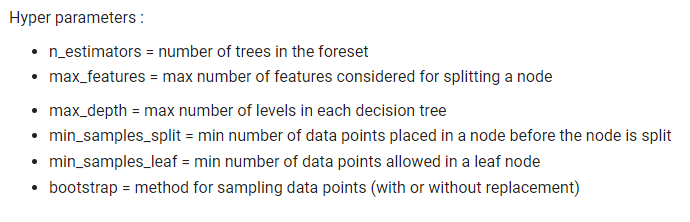 Hyper parameters :
• n_estimators = number of trees in the foreset
• max_features = max number of features considered for splitting a node
• max_depth = max number of levels in each decision tree
• min_samples_split = min number of data points placed in a node before the node is split
• min_samples_leaf = min number of data points allowed in a leaf node
• bootstrap = method for sampling data points (with or without replacement)